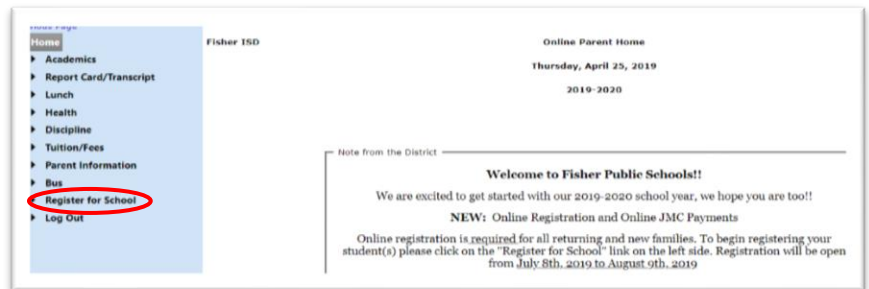 Home
Academics
Report Card/Transcript
Lunch
Health
Discipline
Tuition/Fees
Parent Information
Bus
Register for School
Log Out
Fisher ISD
Online Parent Home
Thursday, April 25, 2019
2019-2020
Note from the District
Welcome to Fisher Public Schools!!
We are excited to get started with our 2019-2020 school year, we hope you are too!!
NEW: Online Registration and Online JMC Payments
Online registration is required for all returning and new families. To begin registering your
student(s) please click on the "Register for School" link on the left side. Registration will be open
from July 8th, 2019 to August 9th, 2019